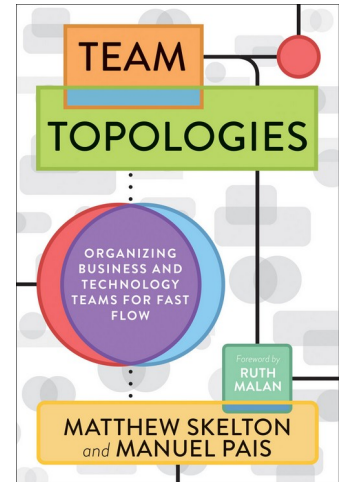 TEAM
TOPOLOGIES
ORGANIZING
BUSINESS AND
TECHNOLOGY
TEAMS FOR FAST
FLOW
Foreword by
RUTH
MALAN
MATTHEW SKELTON
and MANUEL PAIS